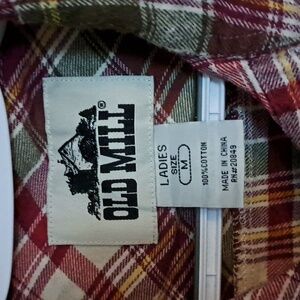 OLD MILL®
LADIES
SIZE
M
100%COTTON
MADE IN CHINA
RN#20849